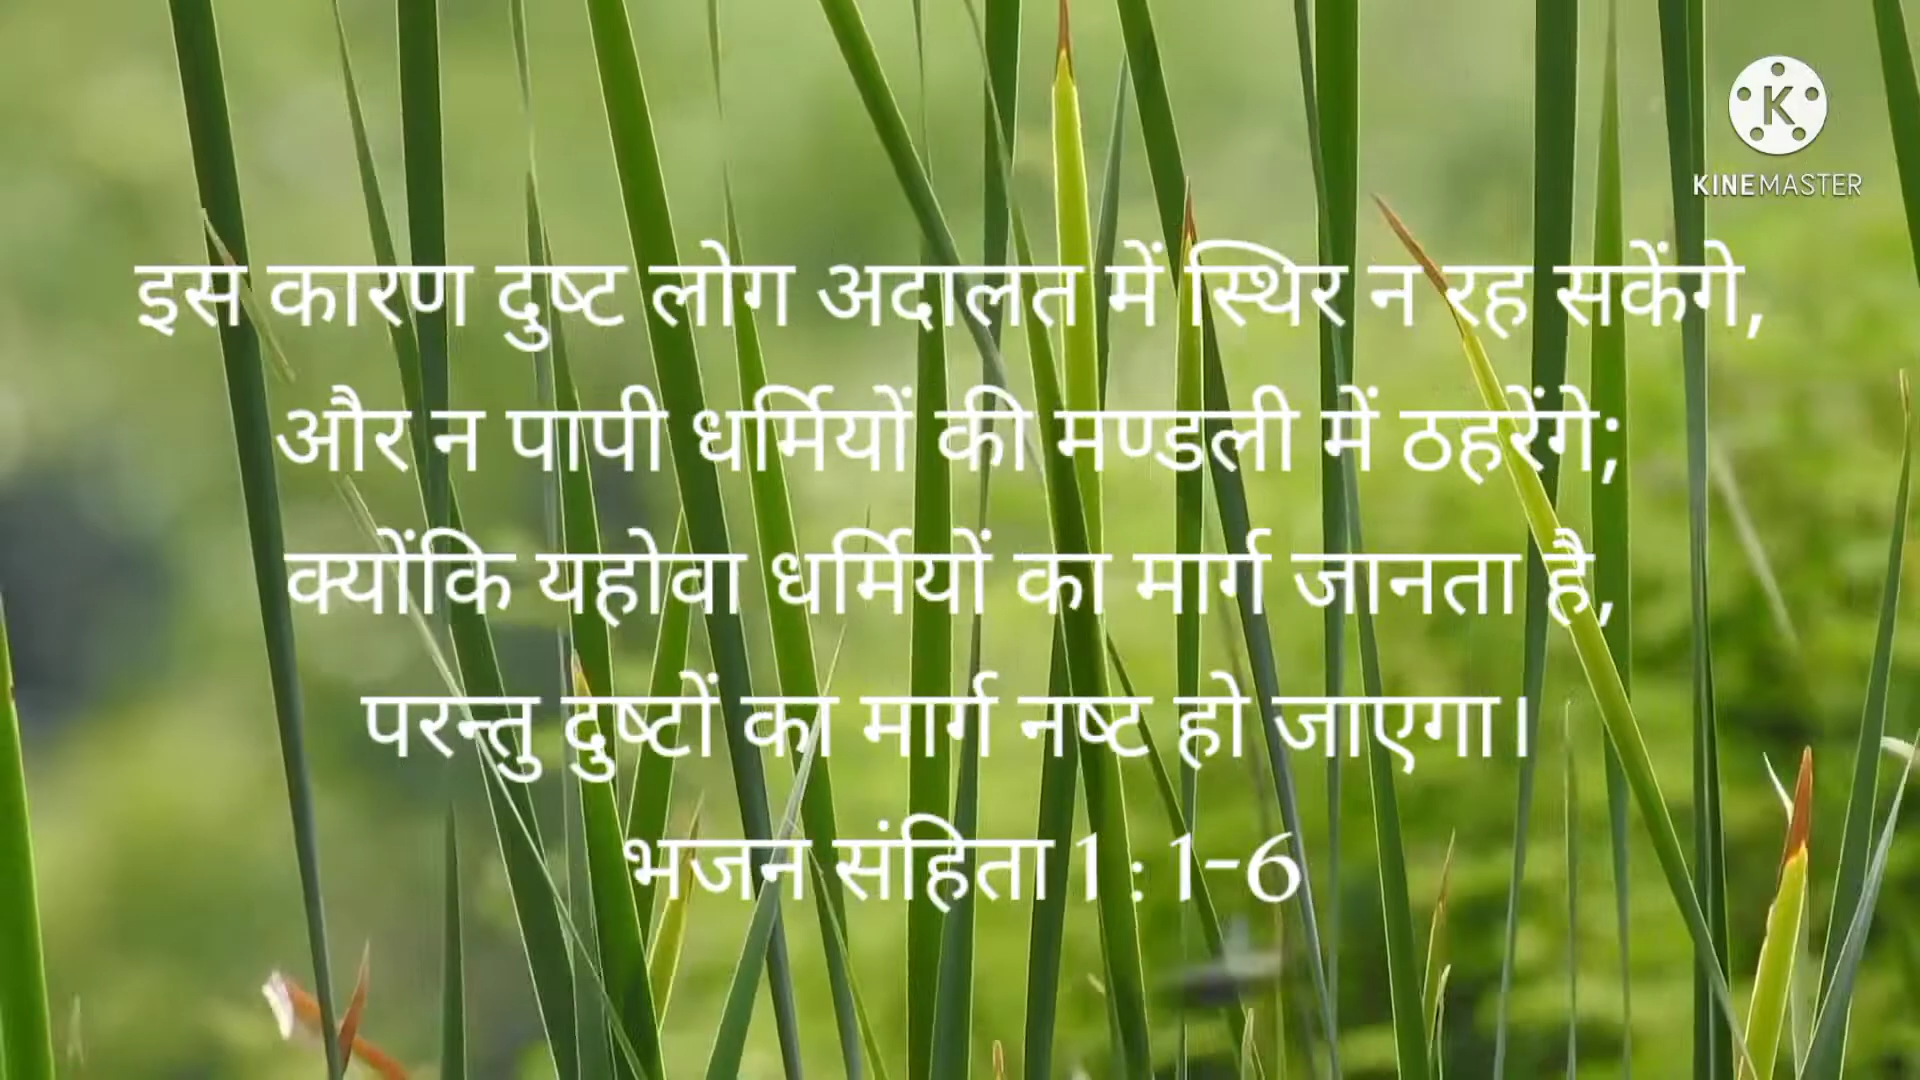 KINEMASTER
इस कारण दुष्ट लोग अदालत में स्थिर न रह सकेंगे,
और न पापी धर्मियों की मण्डली में ठहरेंगे;
क्योंकि यहोवा धर्मियों का मार्ग जानता है,
परन्तु दुष्टों का मार्ग नष्ट हो जाएगा।
भजन संहिता 1 : 1-6